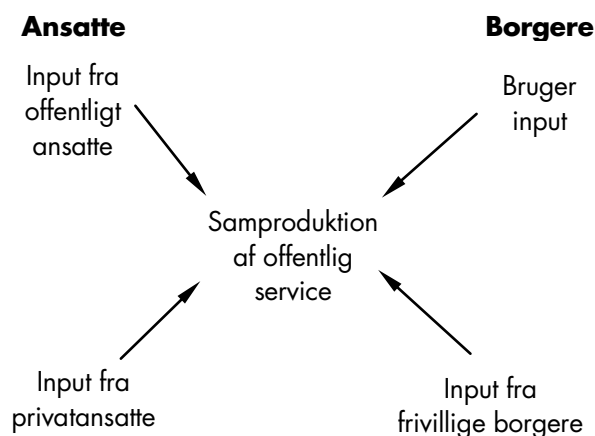 Ansatte
Borgere
Input fra
offentligt
ansatte
Bruger
input
Samproduktion
af offentlig
service
Input fra
privatansatte
Input fra
frivillige borgere